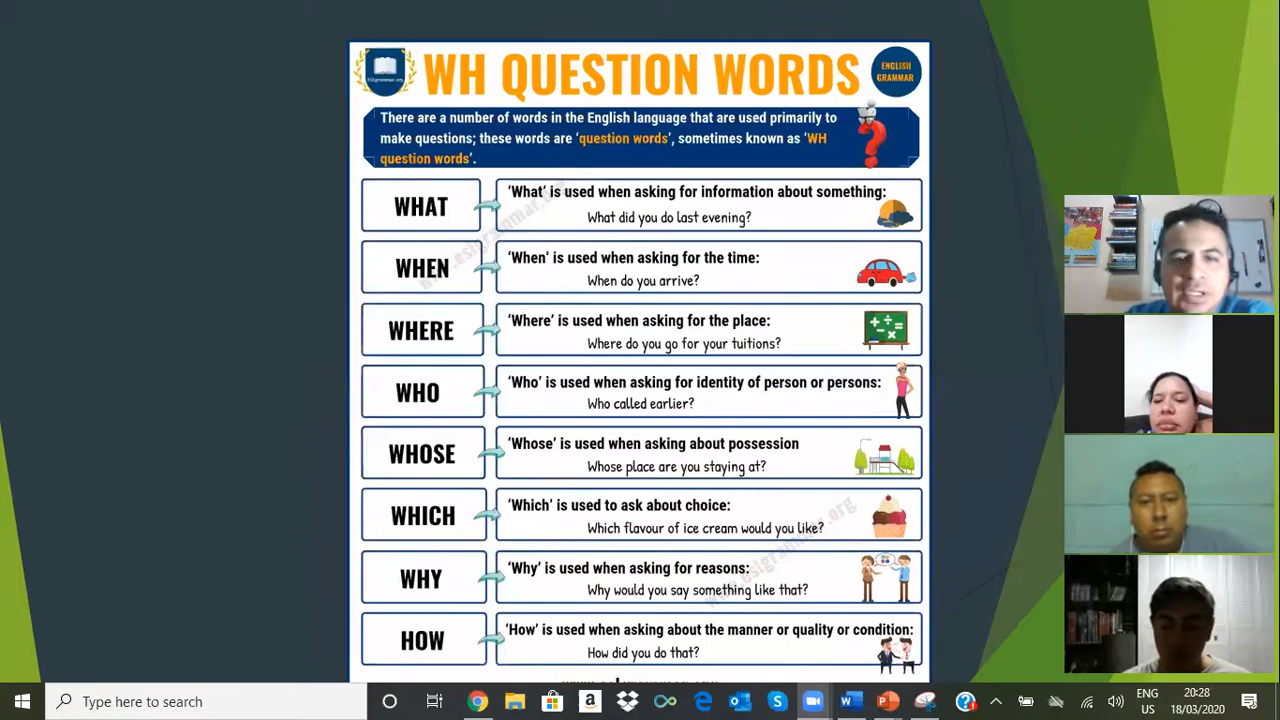 WH QUESTION WORDS
ENGLISH
GRAMMAR
There are a number of words in the English language that are used primarily to
make questions; these words are ‘question words’, sometimes known as ‘WH
question words’.
WHAT
‘What’ is used when asking for information about something:
What did you do last evening?
WHEN
‘When’ is used when asking for the time:
When do you arrive?
WHERE
‘Where’ is used when asking for the place:
Where do you go for your tuitions?
WHO
‘Who’ is used when asking for identity of person or persons:
Who called earlier?
WHOSE
‘Whose’ is used when asking about possession
Whose place are you staying at?
WHICH
‘Which’ is used to ask about choice:
Which flavour of ice cream would you like?
WHY
‘Why’ is used when asking for reasons:
Why would you say something like that?
HOW
‘How’ is used when asking about the manner or quality or condition:
How did you do that?
www.eslgrammar.org
www.eslgrammar.org
Type here to search
ENG
US
20:28
18/03/2020